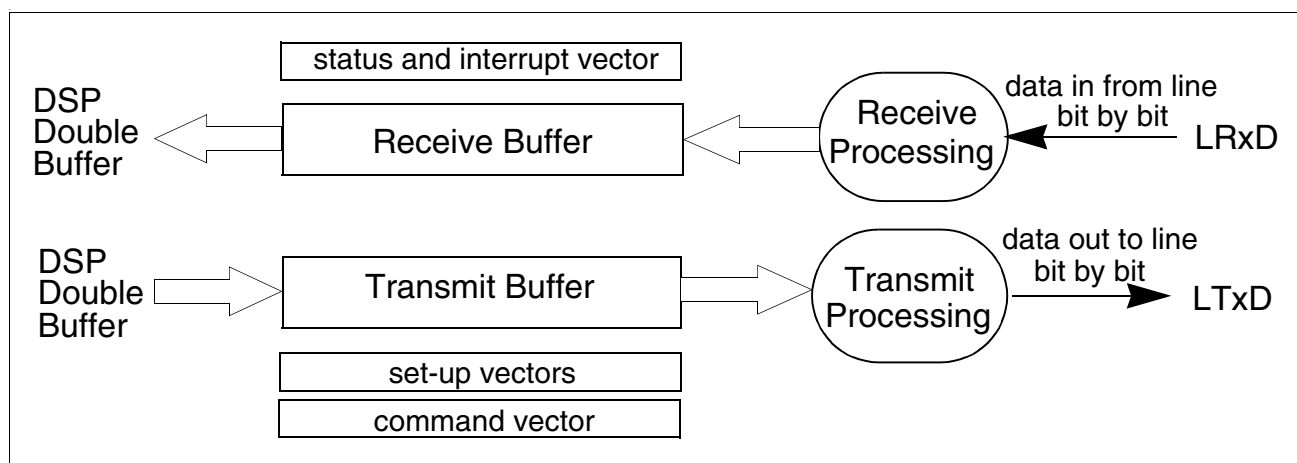 status and interrupt vector
DSP
Double
Buffer
Receive Buffer
Receive
Processing
data in from line
bit by bit
LRxD
DSP
Double
Buffer
Transmit Buffer
Transmit
Processing
data out to line
bit by bit
LTxD
set-up vectors
command vector